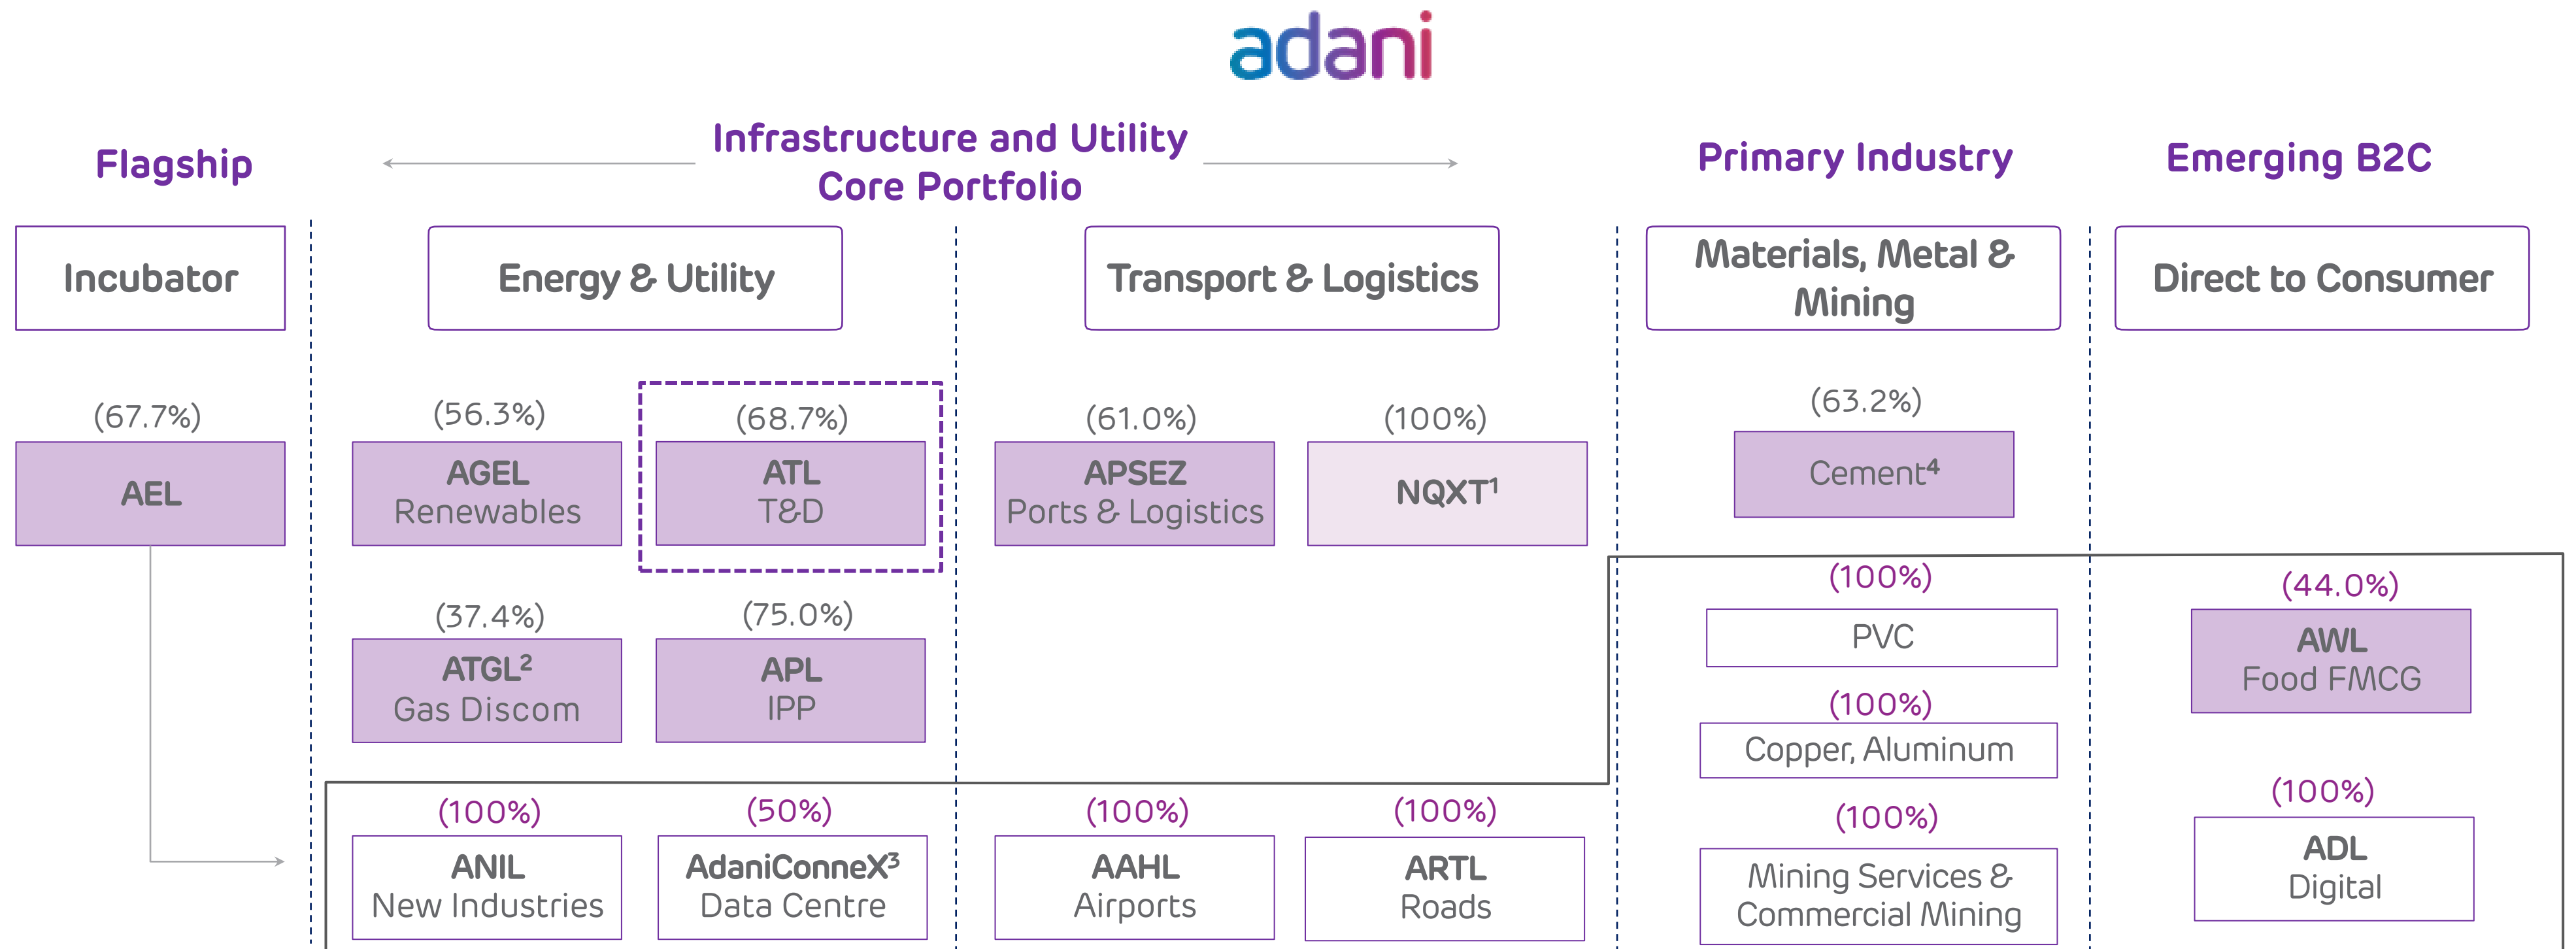 adani
Flagship
Infrastructure and Utility
Core Portfolio
Primary Industry
Emerging B2C
Incubator
Energy & Utility
Transport & Logistics
Materials, Metal &
Mining
Direct to Consumer
(67.7%)
AEL
(56.3%)
AGEL
Renewables
(68.7%)
ATL
T&D
(61.0%)
APSEZ
Ports & Logistics
(100%)
NQXT¹
(63.2%)
Cement⁴
(37.4%)
ATGL²
Gas Discom
(75.0%)
APL
IPP
(100%)
PVC
(100%)
Copper, Aluminum
(44.0%)
AWL
Food FMCG
(100%)
ANIL
New Industries
(50%)
AdaniConneX³
Data Centre
(100%)
AAHL
Airports
(100%)
ARTL
Roads
(100%)
Mining Services &
Commercial Mining
(100%)
ADL
Digital